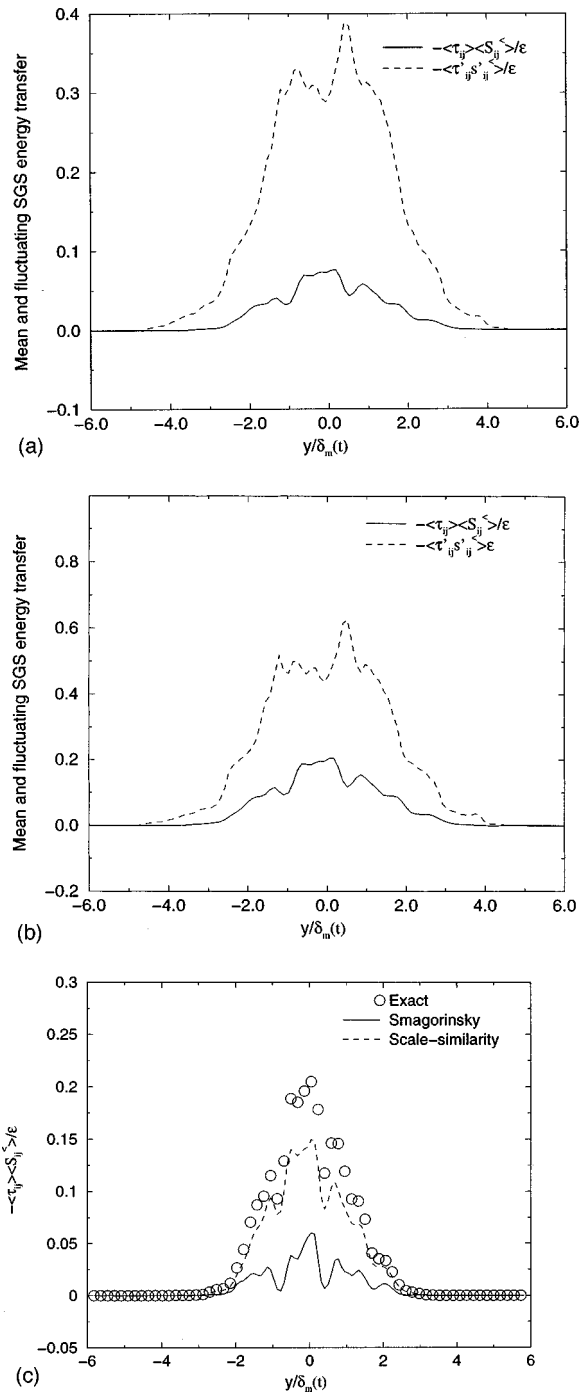 0.4
0.3
0.2
0.1
0.0
−0.1
Mean and fluctuating SGS energy transfer
−<τij><Sij<>/ε
−<τ'ijs'ij<>/ε
−6.0 −4.0 −2.0 0.0 2.0 4.0 6.0
y/δm(t)
(a)
0.8
0.6
0.4
0.2
0.0
−0.2
Mean and fluctuating SGS energy transfer
−<τij><Sij<>/ε
−<τ'ijs'ij<>ε
−6.0 −4.0 −2.0 0.0 2.0 4.0 6.0
y/δm(t)
(b)
0.3
0.25
0.2
0.15
0.1
0.05
0
−0.05
−<τij><Sij<>/ε
Exact
Smagorinsky
Scale−similarity
−6 −4 −2 0 2 4 6
y/δm(t)
(c)